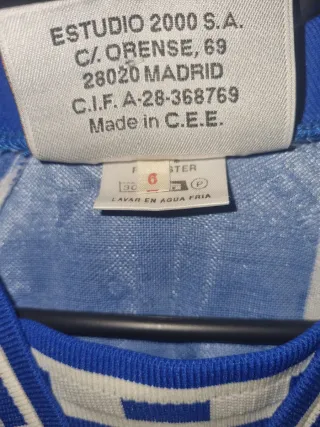 ESTUDIO 2000 S.A.
C/. ORENSE, 69
28020 MADRID
C.I.F. A-28-368769
Made in C.E.E.
6
P
LAVAR EN AGUA FRIA